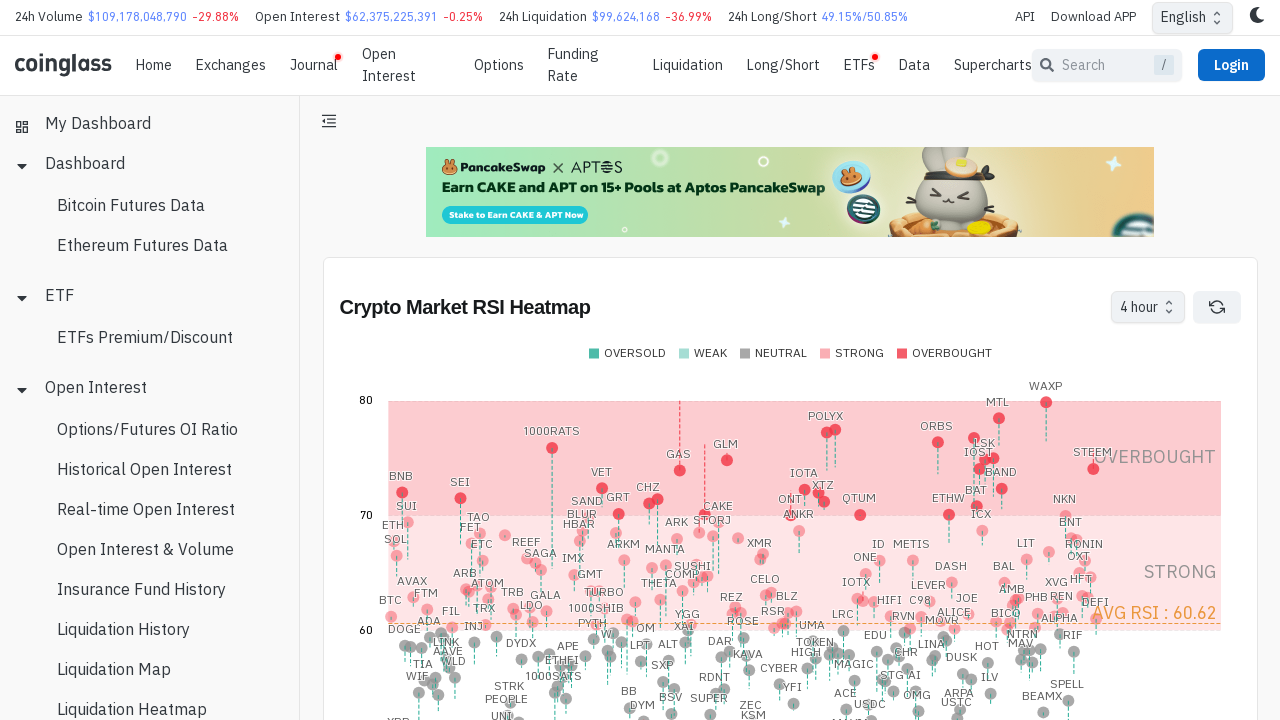 24h Volume $109,178,048,790 -29.88% Open Interest $62,375,225,391 -0.25% 24h Liquidation $99,624,168 -36.99% 24h Long/Short 49.15%/50.85% API Download APP English
coinglass Home Exchanges Journal Open Interest Options Funding Rate Liquidation Long/Short ETFs Data Supercharts Search / Login
My Dashboard
Dashboard
Bitcoin Futures Data
Ethereum Futures Data
ETF
ETFs Premium/Discount
Open Interest
Options/Futures OI Ratio
Historical Open Interest
Real-time Open Interest
Open Interest & Volume
Insurance Fund History
Liquidation History
Liquidation Map
Liquidation Heatmap
PancakeSwap X APTOS
Earn CAKE and APT on 15+ Pools at Aptos PancakeSwap
Stake to Earn CAKE & APT Now
Crypto Market RSI Heatmap
4 hour
OVERSOLD WEAK NEUTRAL STRONG OVERBOUGHT
WAXP
80
MTL
POLYX
ORBS
1000RATS
LSK
GLM
IOST
STEEM
OVERBOUGHT
GAS
BNB
VET
IOTA
BAND
SEI
CHZ
XTZ
BAT
GRT
ONT
QTUM
ETHW
NKN
SAND
SUI
CAKE
70
TAO
BLUR
ANKR
ICX
ETH
FET
HBAR
ARK
STORJ
BNT
SOL
ETC
REEF
ARKM
XMR
ID
METIS
LIT
RONIN
SAGA
MANTA
IMX
ONE
OXT
SUSHI
DASH
BAL
STRONG
ARB
GMT
COMP
AVAX
ATOM
THETA
CELO
IOTX
LEVER
XVG
HFT
FTM
TRB
GALA
TURBO
REZ
BLZ
AMB
PHB
REN
BTC
LDO
HIFI
C98
JOE
DEFI
FIL
TRX
1000SHIB
YGG
RSR
LRC
RVN
ALICE
BICO
AVG RSI : 60.62
ADA
PYTH
ROSE
MOVR
ALPHA
60
DOGE
INJ
OM
XAI
UMA
EDU
NTRN
RIF
LINK
DYDX
APE
W
LPT
ALT
DAR
TOKEN
LINA
HOT
MAV
AAVE
KAVA
HIGH
CHR
TIA
WLD
ETHFI
SXP
CYBER
MAGIC
DUSK
WIF
1000SATS
RDNT
STG
AI
ILV
STRK
BB
YFI
ACE
OMG
ARPA
SPELL
PEOPLE
DYM
BSV
SUPER
ZEC
USDC
USTC
BEAMX
UNI
KSM